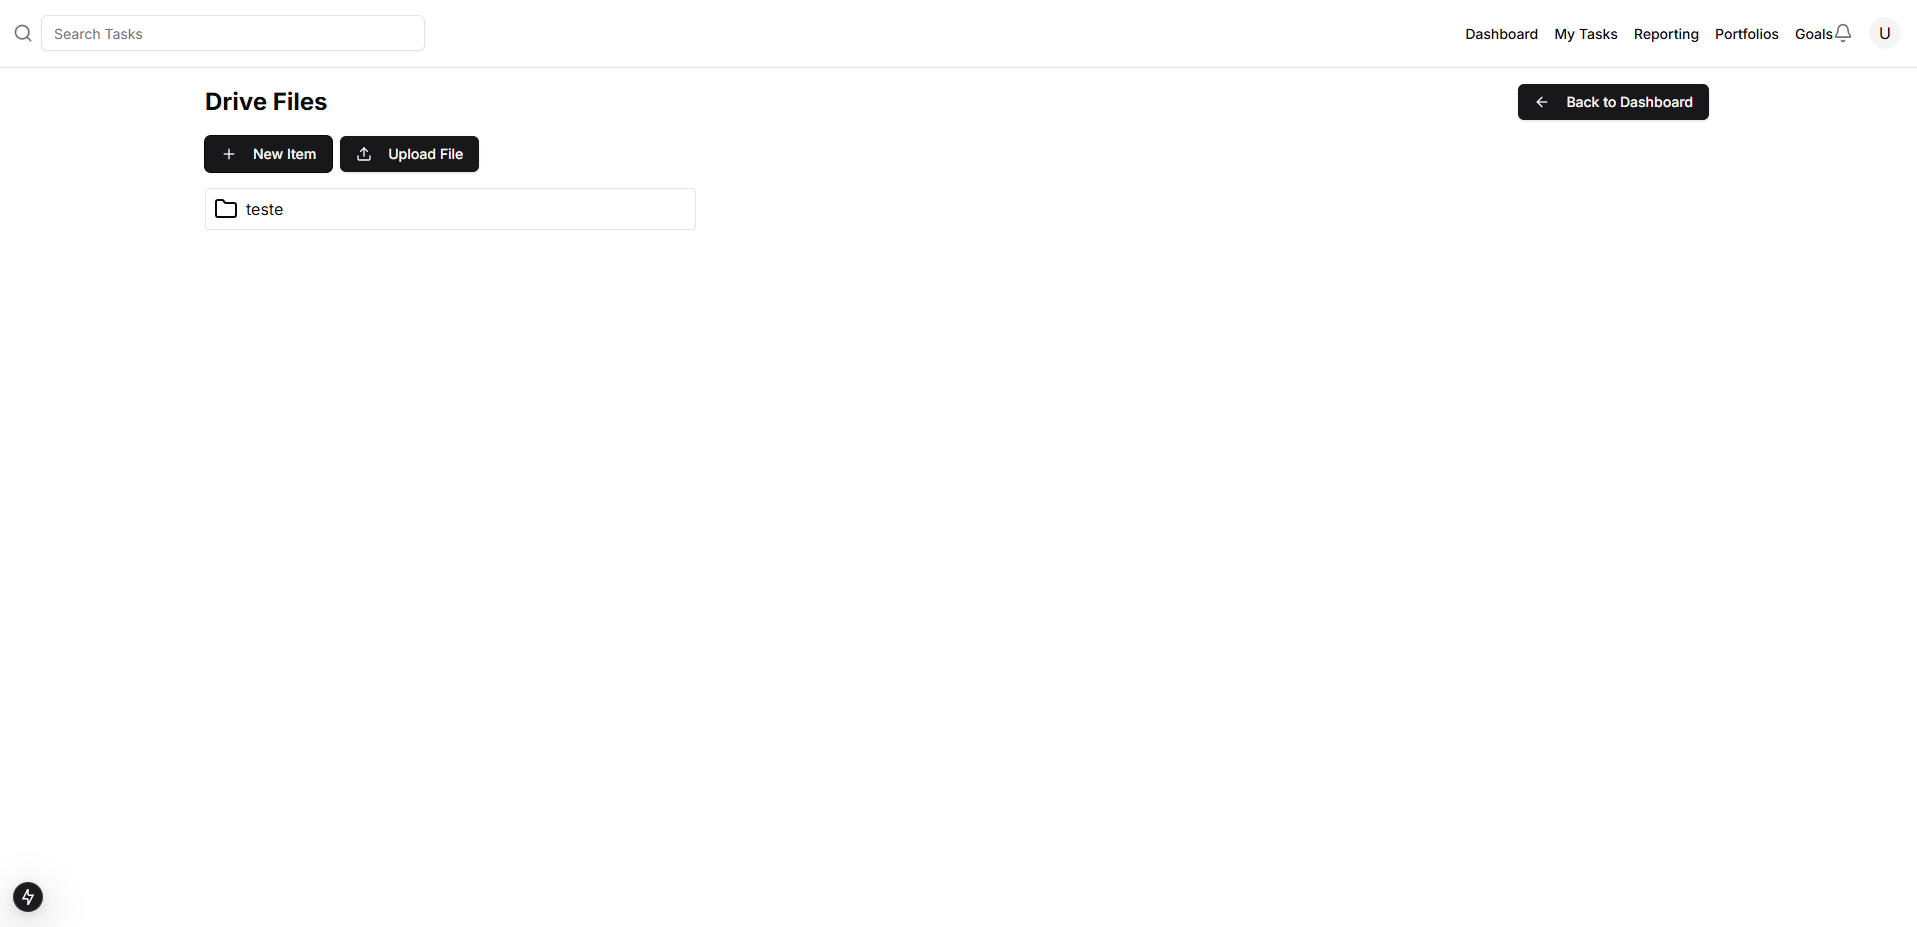 Search Tasks
Dashboard My Tasks Reporting Portfolios Goals U
Drive Files
Back to Dashboard
New Item Upload File
teste